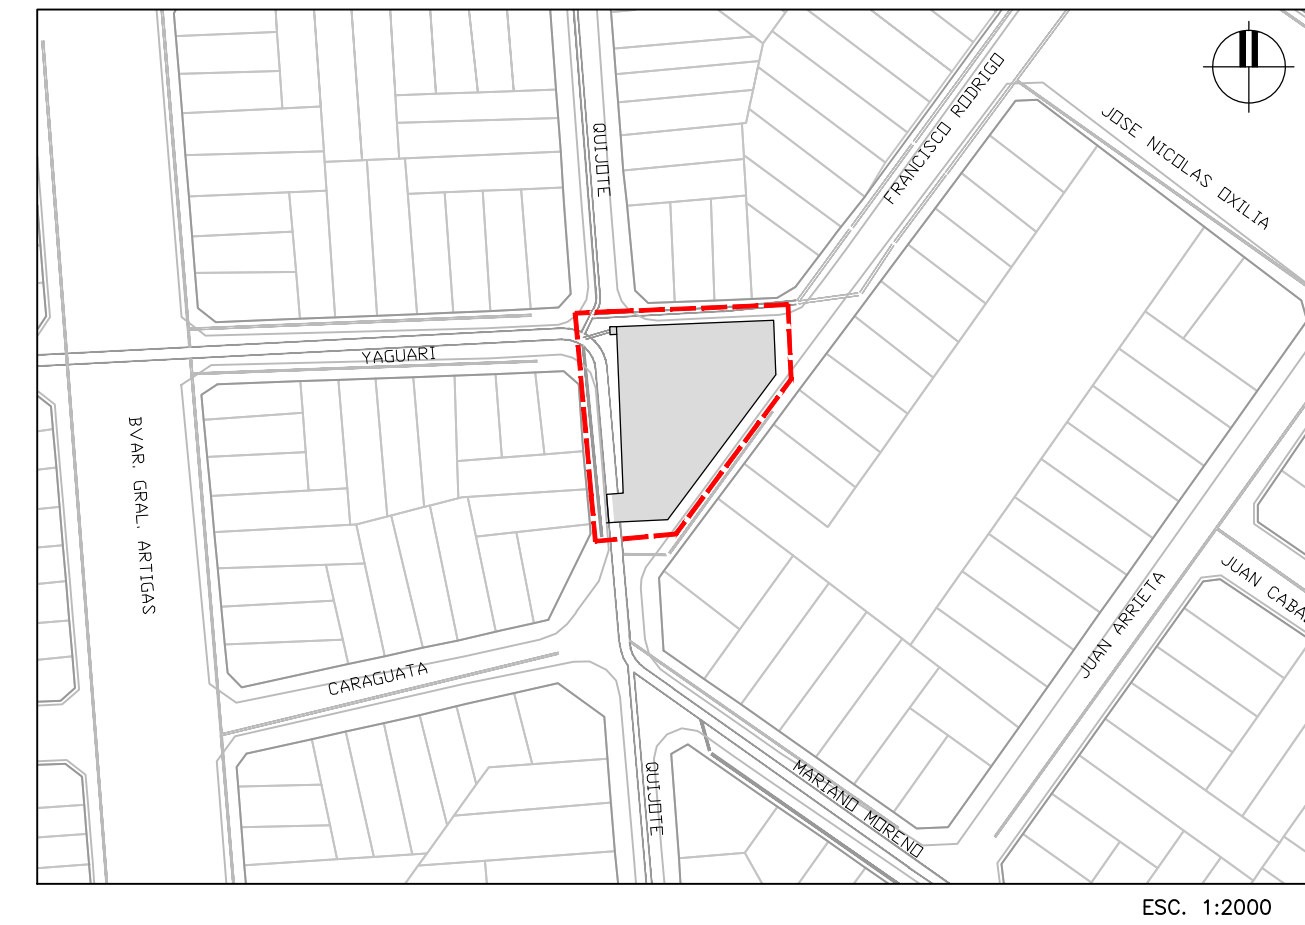 QUIJOTE
FRANCISCO RODRIGO
JOSE NICOLAS OXILIA
YAGUARI
BVAR. GRAL. ARTIGAS
CARAGUATA
QUIJOTE
MARIANO MORENO
JUAN ARRIETA
JUAN
ESC. 1:2000